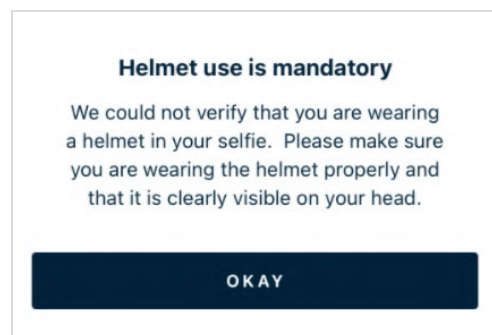 Helmet use is mandatory
We could not verify that you are wearing
a helmet in your selfie.  Please make sure
you are wearing the helmet properly and
that it is clearly visible on your head.
OKAY